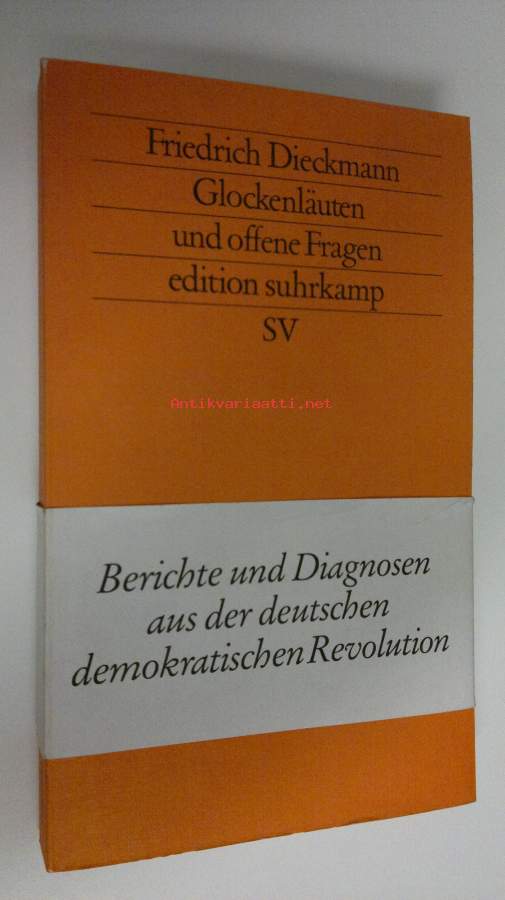 Friedrich Dieckmann
Glockenläuten
und offene Fragen
edition suhrkamp
SV
Antikvariaatti.net
Berichte und Diagnosen
aus der deutschen
demokratischen Revolution